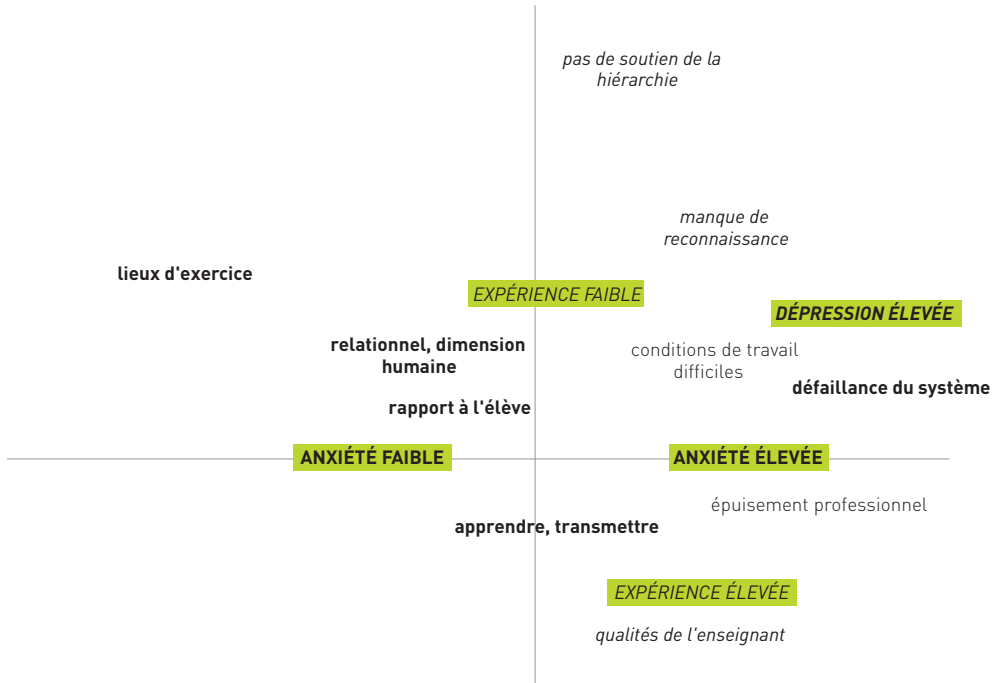 pas de soutien de la
hiérarchie
manque de
reconnaissance
lieux d'exercice
EXPÉRIENCE FAIBLE
DÉPRESSION ÉLEVÉE
relationnel, dimension
humaine
conditions de travail
difficiles
défaillance du système
rapport à l'élève
ANXIÉTÉ FAIBLE
ANXIÉTÉ ÉLEVÉE
épuisement professionnel
apprendre, transmettre
EXPÉRIENCE ÉLEVÉE
qualités de l'enseignant